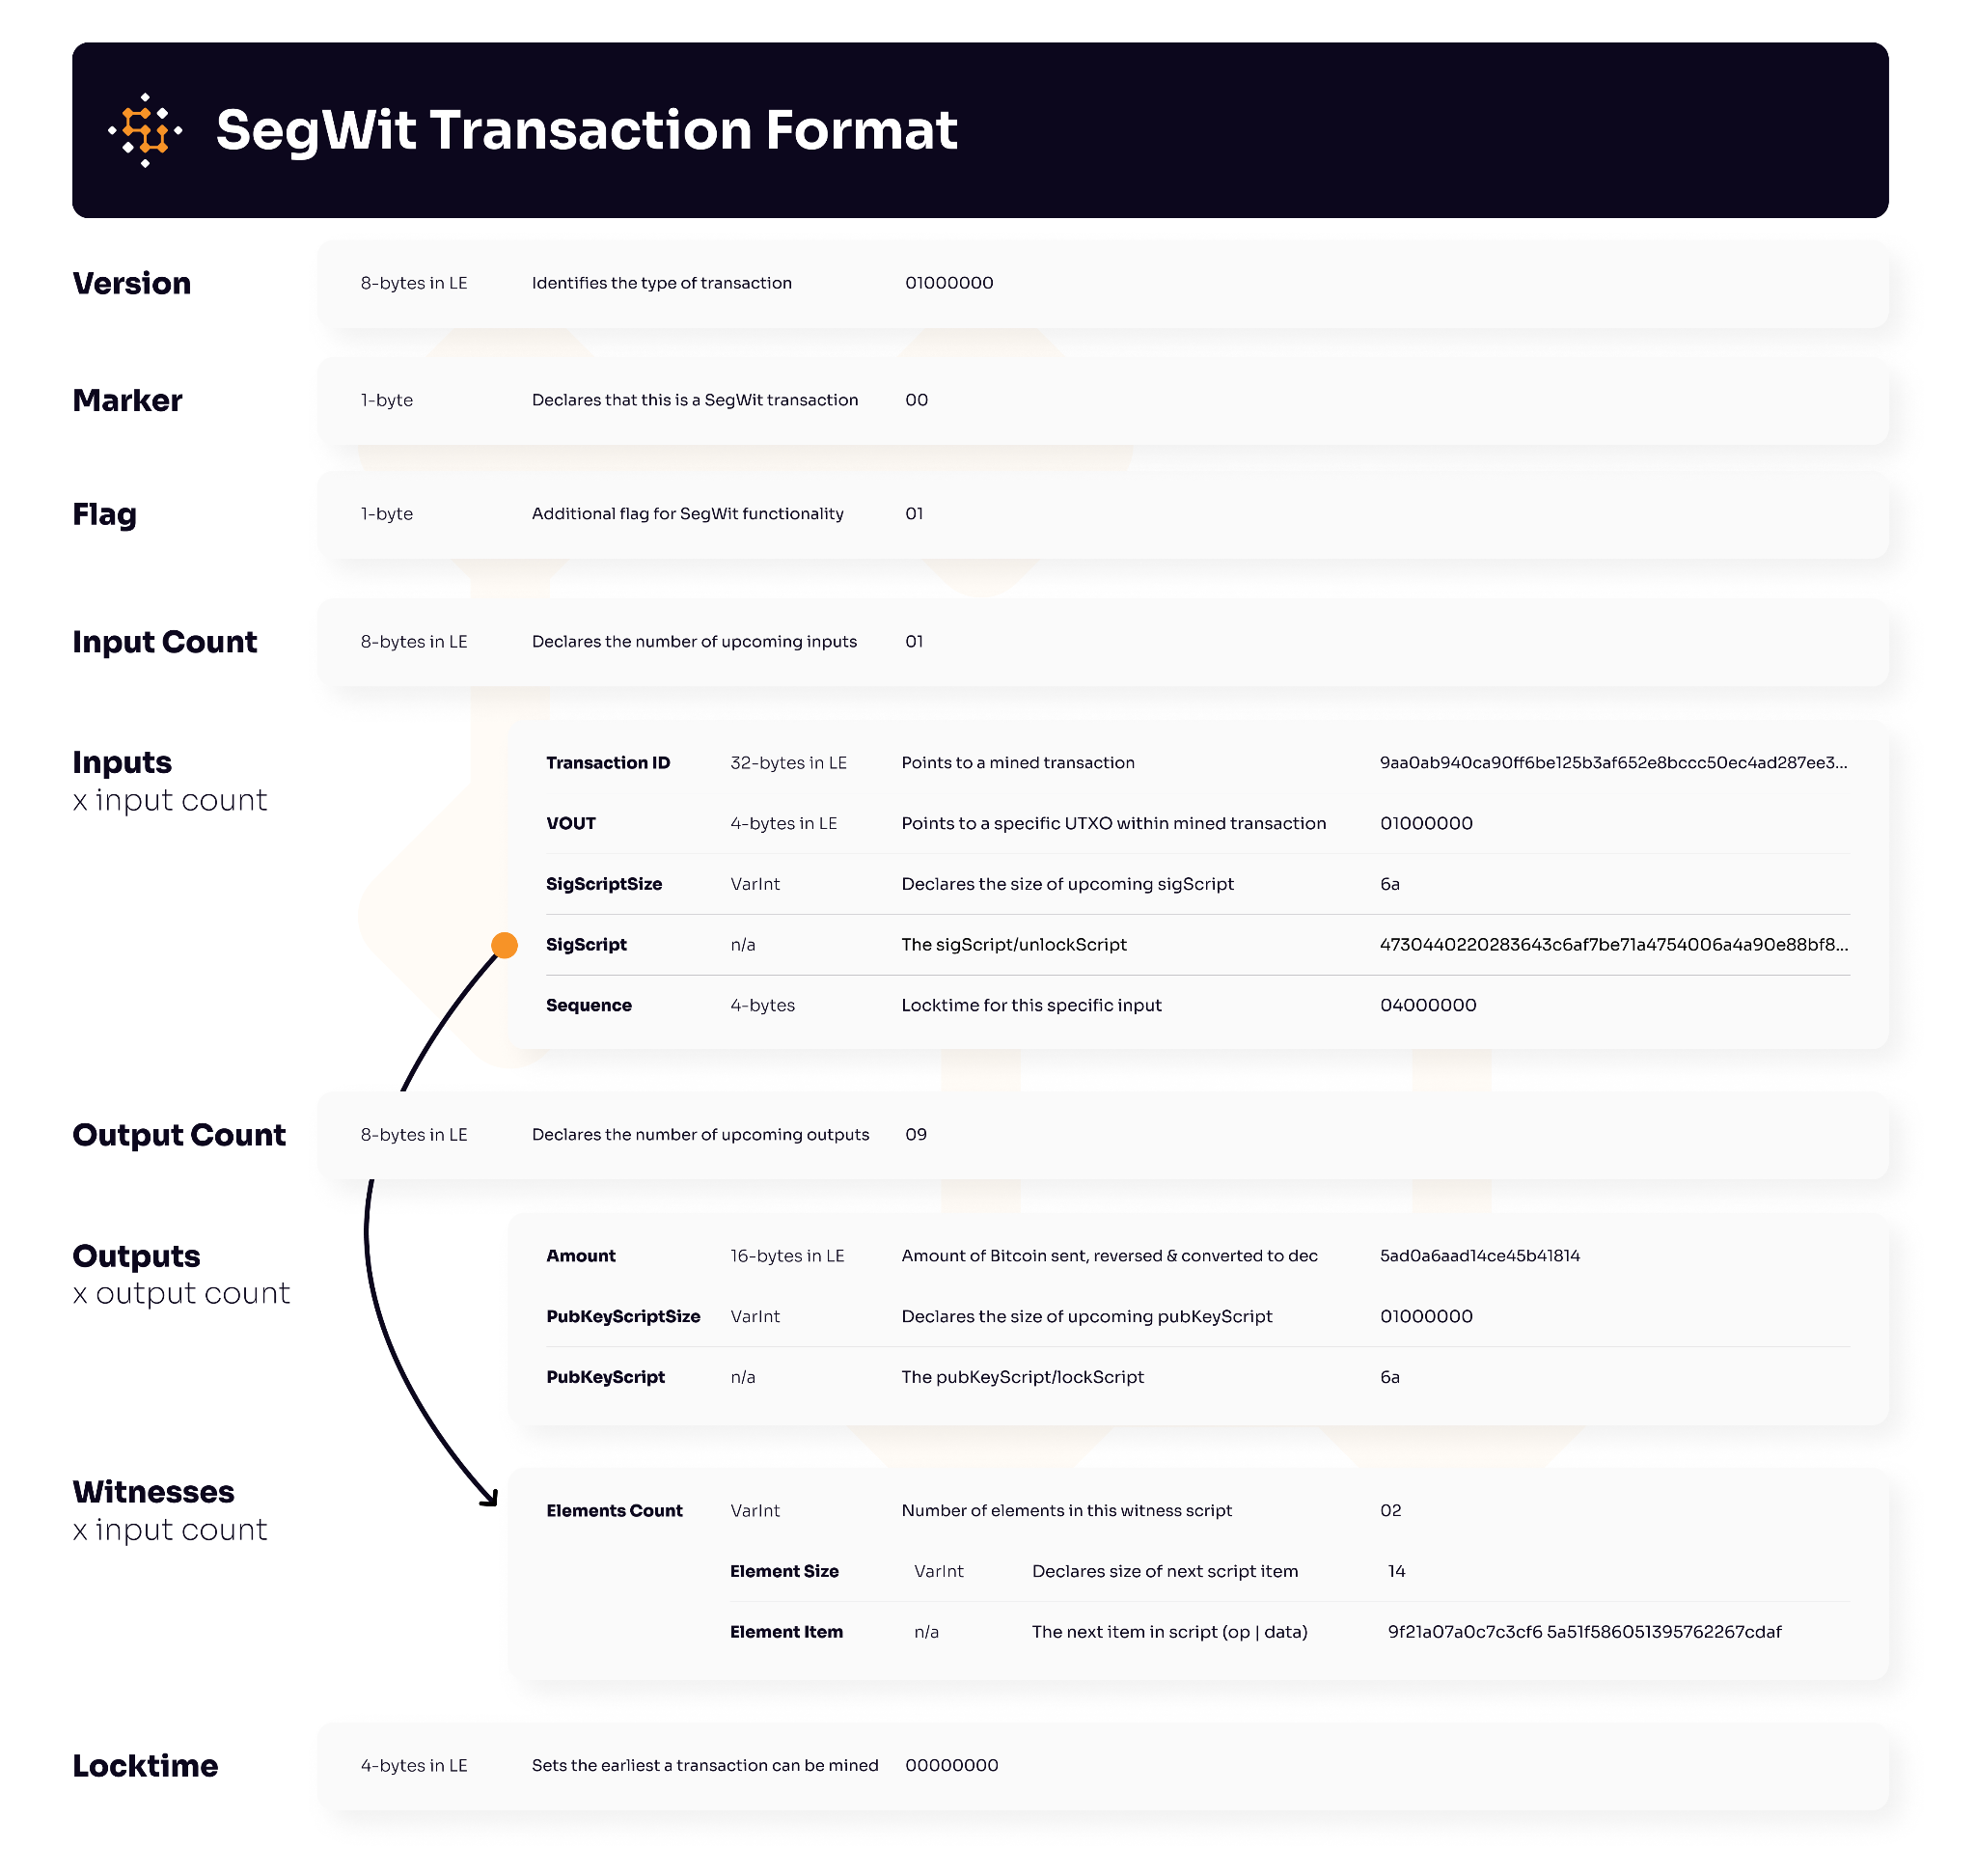 SegWit Transaction Format
Version 8-bytes in LE Identifies the type of transaction 01000000
Marker 1-byte Declares that this is a SegWit transaction 00
Flag 1-byte Additional flag for SegWit functionality 01
Input Count 8-bytes in LE Declares the number of upcoming inputs 01
Inputs
x input count
Transaction ID 32-bytes in LE Points to a mined transaction 9aa0ab940ca90ff6be125b3af652e8bccc50ec4ad287ee3...
VOUT 4-bytes in LE Points to a specific UTXO within mined transaction 01000000
SigScriptSize VarInt Declares the size of upcoming sigScript 6a
SigScript n/a The sigScript/unlockScript 4730440220283643c6af7be71a4754006a4a90e88bf8...
Sequence 4-bytes Locktime for this specific input 04000000
Output Count 8-bytes in LE Declares the number of upcoming outputs 09
Outputs
x output count
Amount 16-bytes in LE Amount of Bitcoin sent, reversed & converted to dec 5ad0a6aad14ce45b41814
PubKeyScriptSize VarInt Declares the size of upcoming pubKeyScript 01000000
PubKeyScript n/a The pubKeyScript/lockScript 6a
Witnesses
x input count
Elements Count VarInt Number of elements in this witness script 02
Element Size VarInt Declares size of next script item 14
Element Item n/a The next item in script (op | data) 9f21a07a0c7c3cf6 5a51f586051395762267cdaf
Locktime 4-bytes in LE Sets the earliest a transaction can be mined 00000000